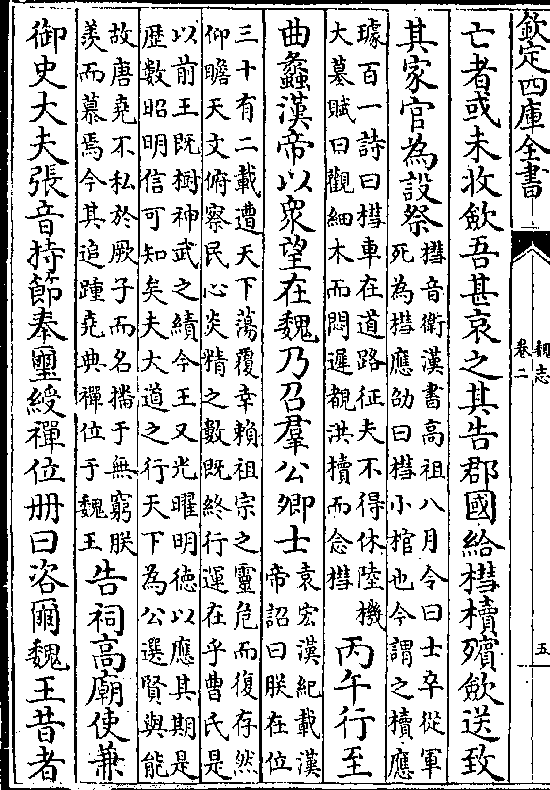 欽定四庫全書
魏志
卷二
五
亡者或未收歛吾甚哀之其告郡國給槥櫝殯歛送致
其家官為設祭
槥音衛漢書高祖八月令曰士卒從軍
死為槥應劭曰槥小棺也今謂之櫝應
璩百一詩曰槥車在道路征夫不得休陸機
大墓賦曰觀細木而悶遲覩洪櫝而念槥
丙午行至
曲蠡漢帝以衆望在魏乃召羣公卿士
袁宏漢紀載漢
帝詔曰朕在位
三十有二載遭天下蕩覆幸賴祖宗之靈危而復存然
仰瞻天文俯察民心炎精之數既終行運在乎曹氏是
以前王既樹神武之績今王又光曜明德以應其期是
歴數昭明信可知矣夫大道之行天下為公選賢與能
故唐堯不私於厥子而名播于無窮朕
羨而慕焉今其追踵堯典禪位于魏王
告祠高廟使兼
御史大夫張音持節奉璽綬禪位册曰咨爾魏王昔者